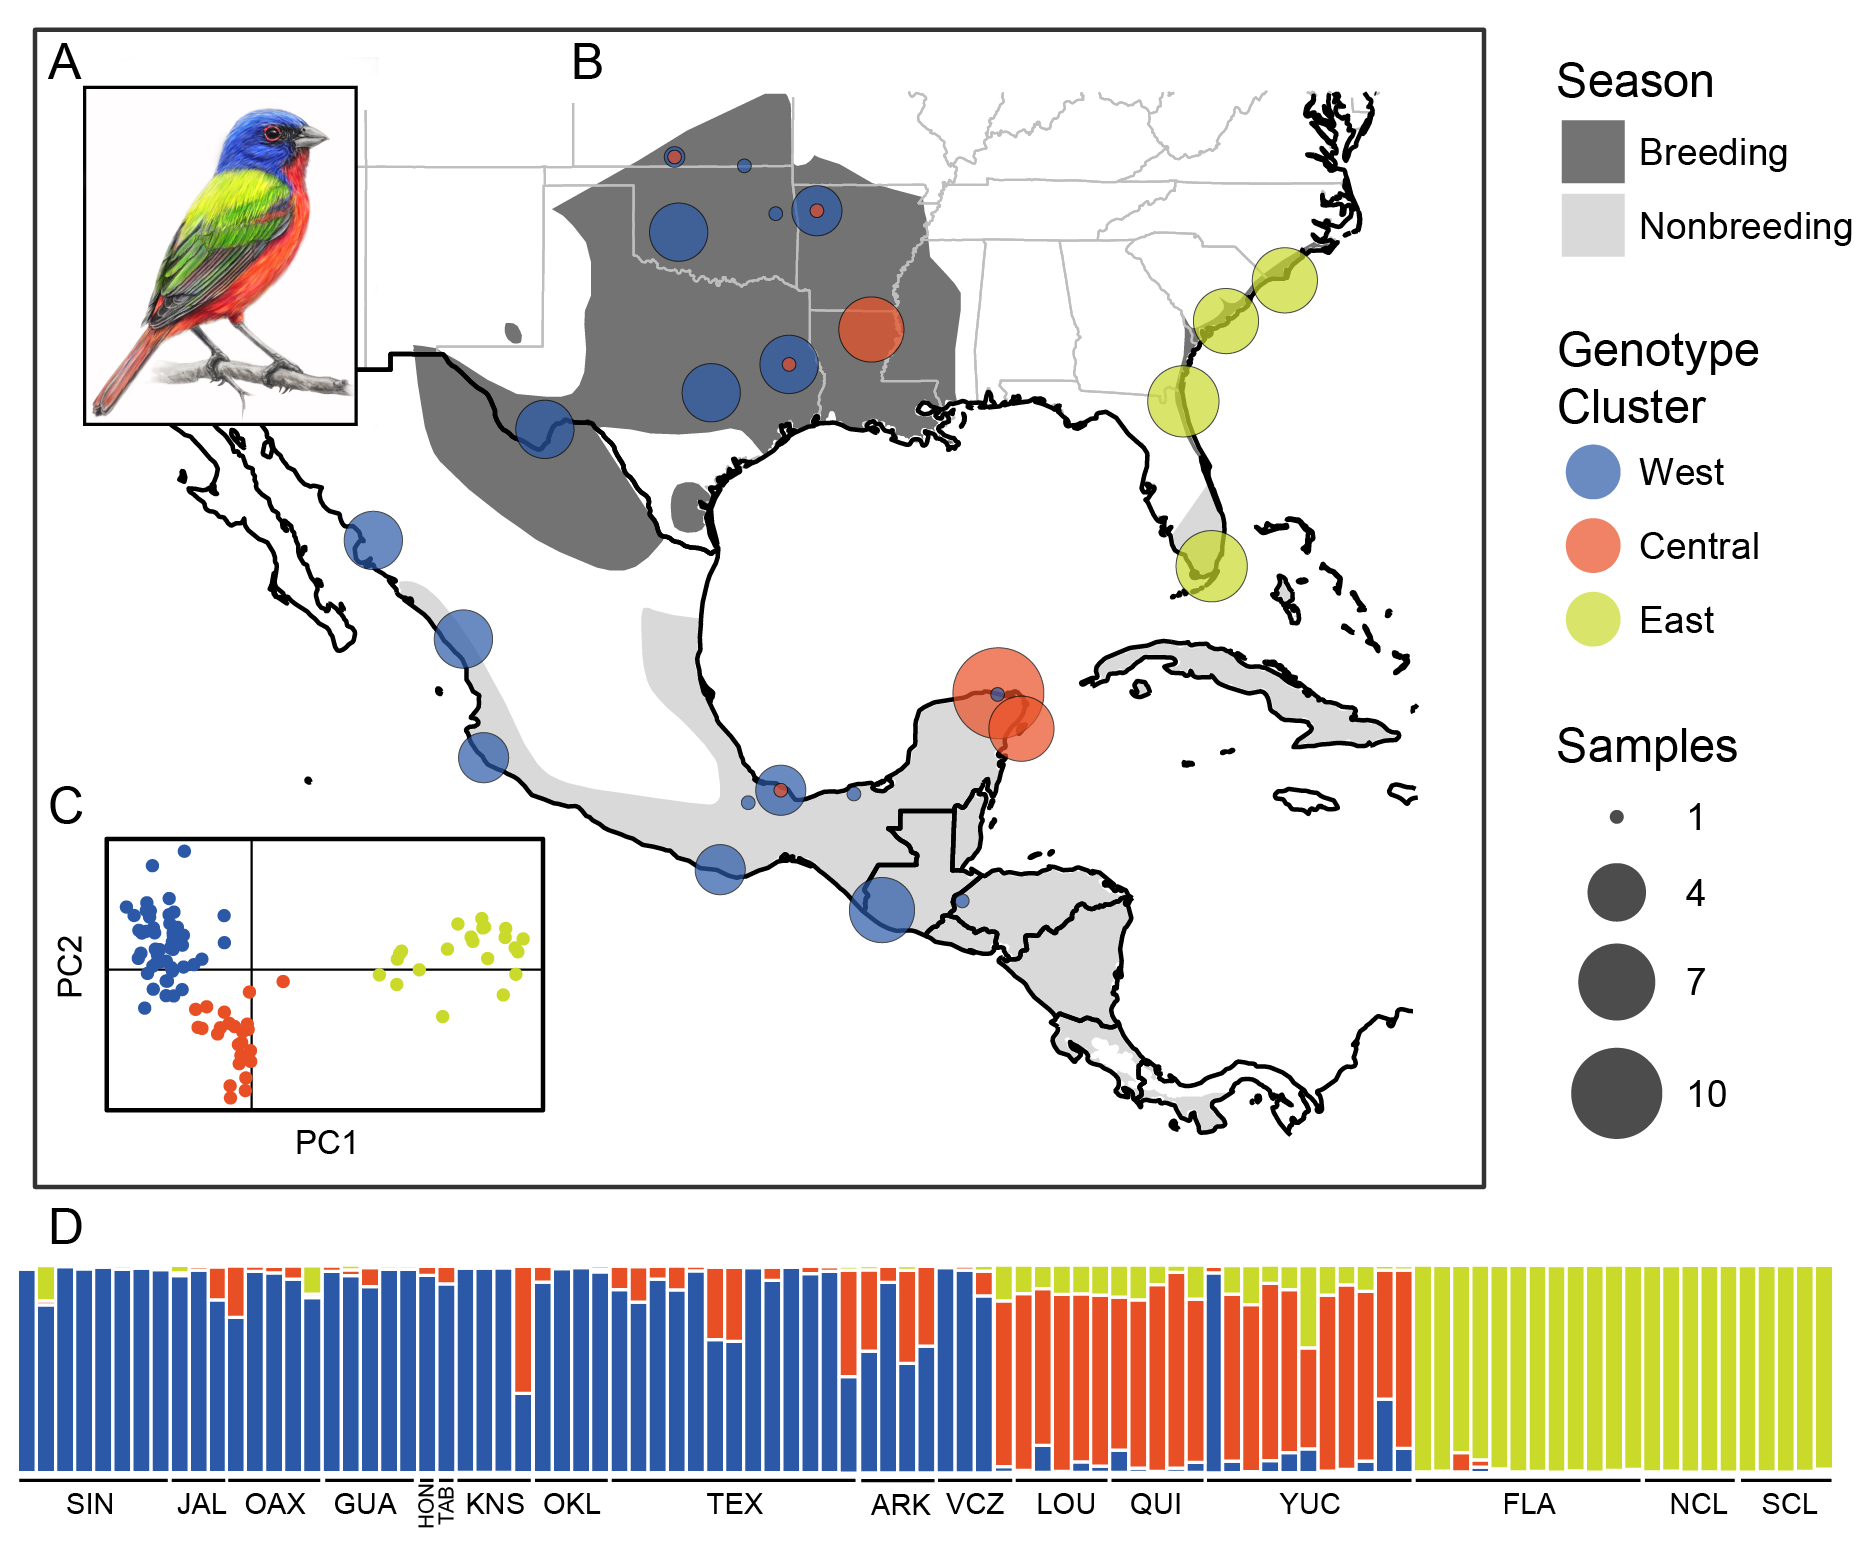 A
B
Season
Breeding
Nonbreeding
Genotype
Cluster
West
Central
East
Samples
1
4
7
10
C
PC2
PC1
D
SIN JAL OAX GUA HON TAB KNS OKL TEX ARK VCZ LOU QUI YUC FLA NCL SCL